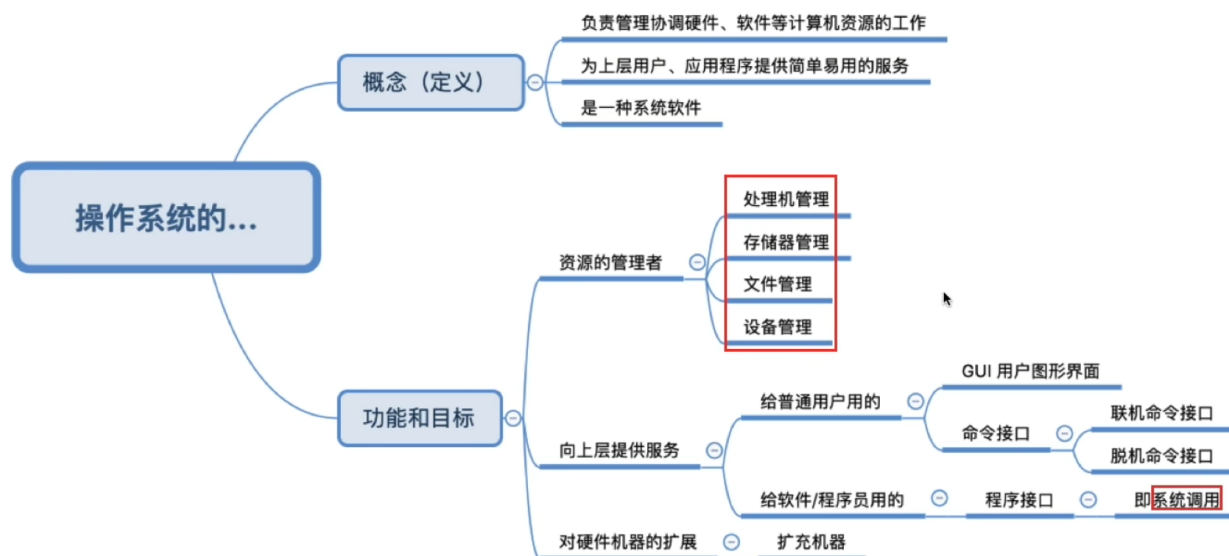 负责管理协调硬件、软件等计算机资源的工作
概念（定义）
为上层用户、应用程序提供简单易用的服务
是一种系统软件
操作系统的...
资源的管理者
处理机管理
存储器管理
文件管理
设备管理
功能和目标
向上层提供服务
给普通用户用的
GUI 用户图形界面
命令接口
联机命令接口
脱机命令接口
给软件/程序员用的
程序接口
即系统调用
对硬件机器的扩展
扩充机器